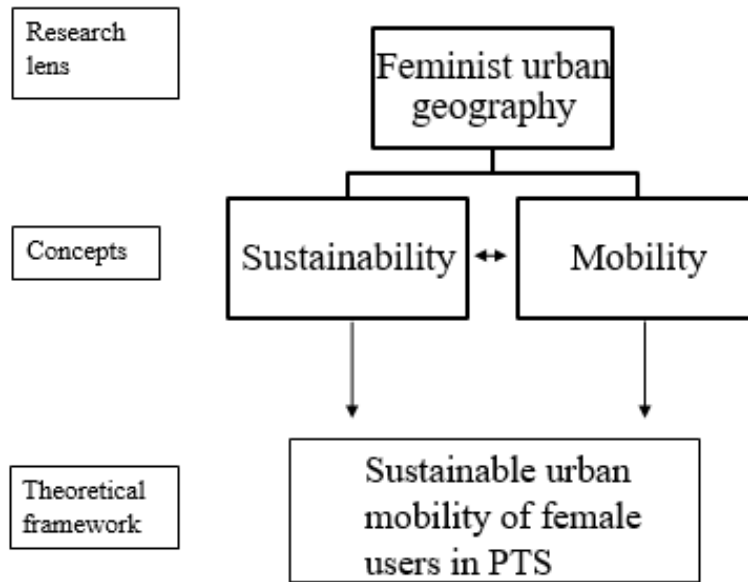 Research
lens
Feminist urban
geography
Concepts
Sustainability
Mobility
Theoretical
framework
Sustainable urban
mobility of female
users in PTS